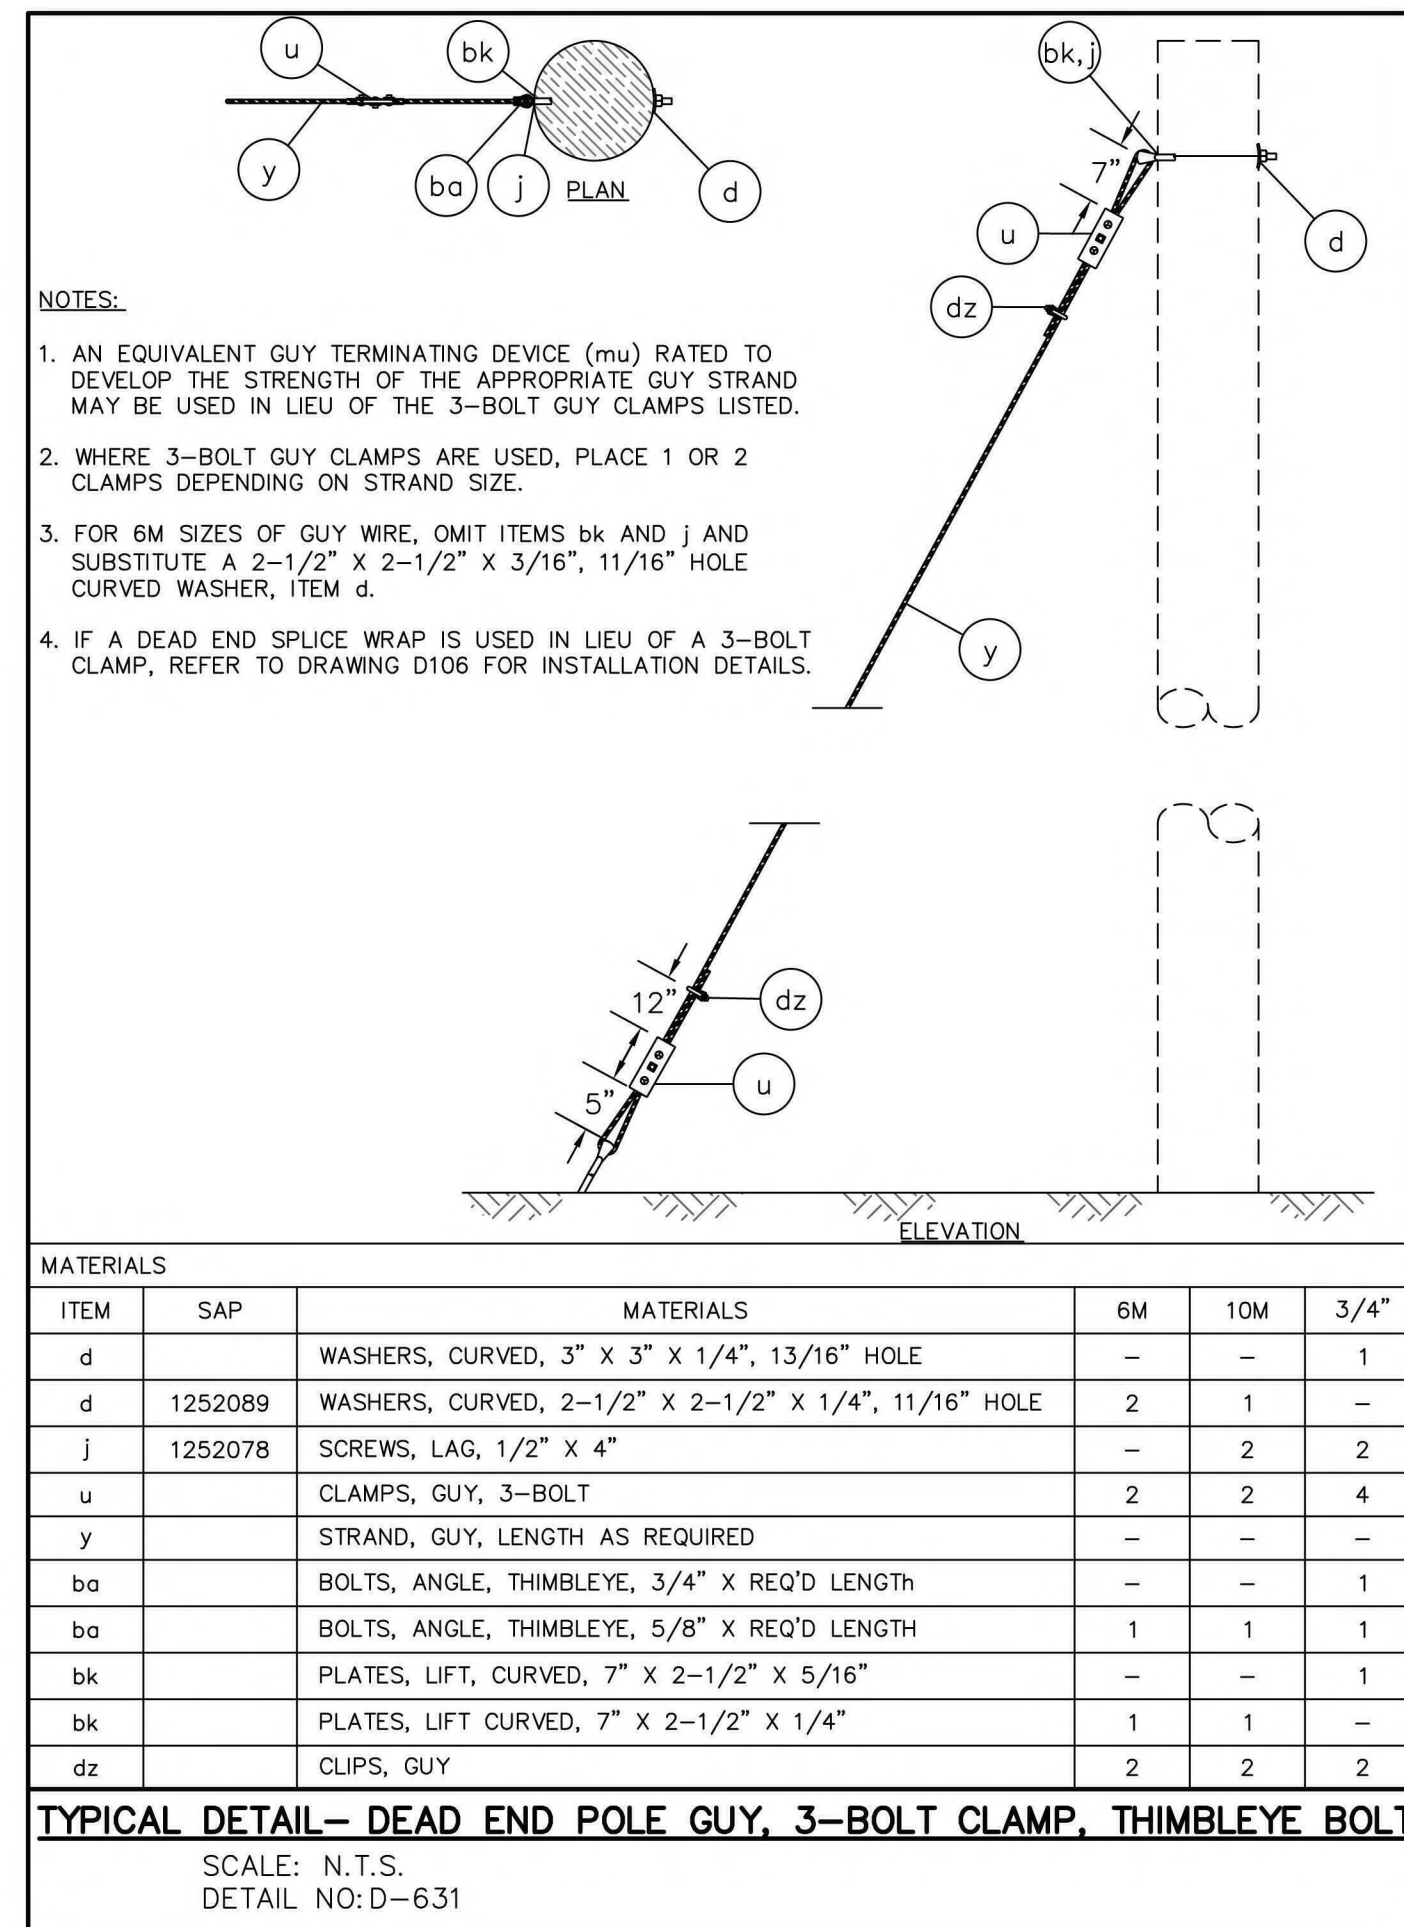 u
bk
y
ba
j
PLAN
d
bk,j
7"
u
d
dz
y
NOTES:
1. AN EQUIVALENT GUY TERMINATING DEVICE (mu) RATED TO
DEVELOP THE STRENGTH OF THE APPROPRIATE GUY STRAND
MAY BE USED IN LIEU OF THE 3-BOLT GUY CLAMPS LISTED.
2. WHERE 3-BOLT GUY CLAMPS ARE USED, PLACE 1 OR 2
CLAMPS DEPENDING ON STRAND SIZE.
3. FOR 6M SIZES OF GUY WIRE, OMIT ITEMS bk AND j AND
SUBSTITUTE A 2-1/2" X 2-1/2" X 3/16", 11/16" HOLE
CURVED WASHER, ITEM d.
4. IF A DEAD END SPLICE WRAP IS USED IN LIEU OF A 3-BOLT
CLAMP, REFER TO DRAWING D106 FOR INSTALLATION DETAILS.
12"
dz
5"
u
ELEVATION
MATERIALS
ITEM SAP MATERIALS 6M 10M 3/4"
d WASHERS, CURVED, 3" X 3" X 1/4", 13/16" HOLE – – 1
d 1252089 WASHERS, CURVED, 2-1/2" X 2-1/2" X 1/4", 11/16" HOLE 2 1 –
j 1252078 SCREWS, LAG, 1/2" X 4" – 2 2
u CLAMPS, GUY, 3-BOLT 2 2 4
y STRAND, GUY, LENGTH AS REQUIRED – – –
ba BOLTS, ANGLE, THIMBLEYE, 3/4" X REQ'D LENGTh – – 1
ba BOLTS, ANGLE, THIMBLEYE, 5/8" X REQ'D LENGTH 1 1 1
bk PLATES, LIFT, CURVED, 7" X 2-1/2" X 5/16" – – 1
bk PLATES, LIFT CURVED, 7" X 2-1/2" X 1/4" 1 1 –
dz CLIPS, GUY 2 2 2
TYPICAL DETAIL- DEAD END POLE GUY, 3-BOLT CLAMP, THIMBLEYE BOLT
SCALE: N.T.S.
DETAIL NO: D-631